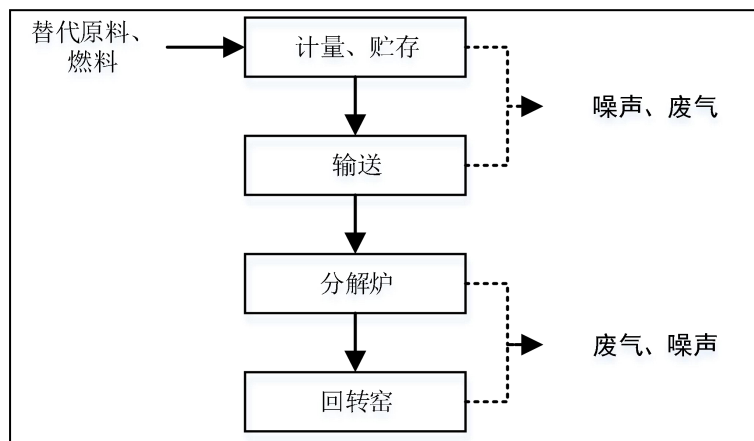 替代原料、
燃料
计量、贮存
噪声、废气
输送
分解炉
废气、噪声
回转窑